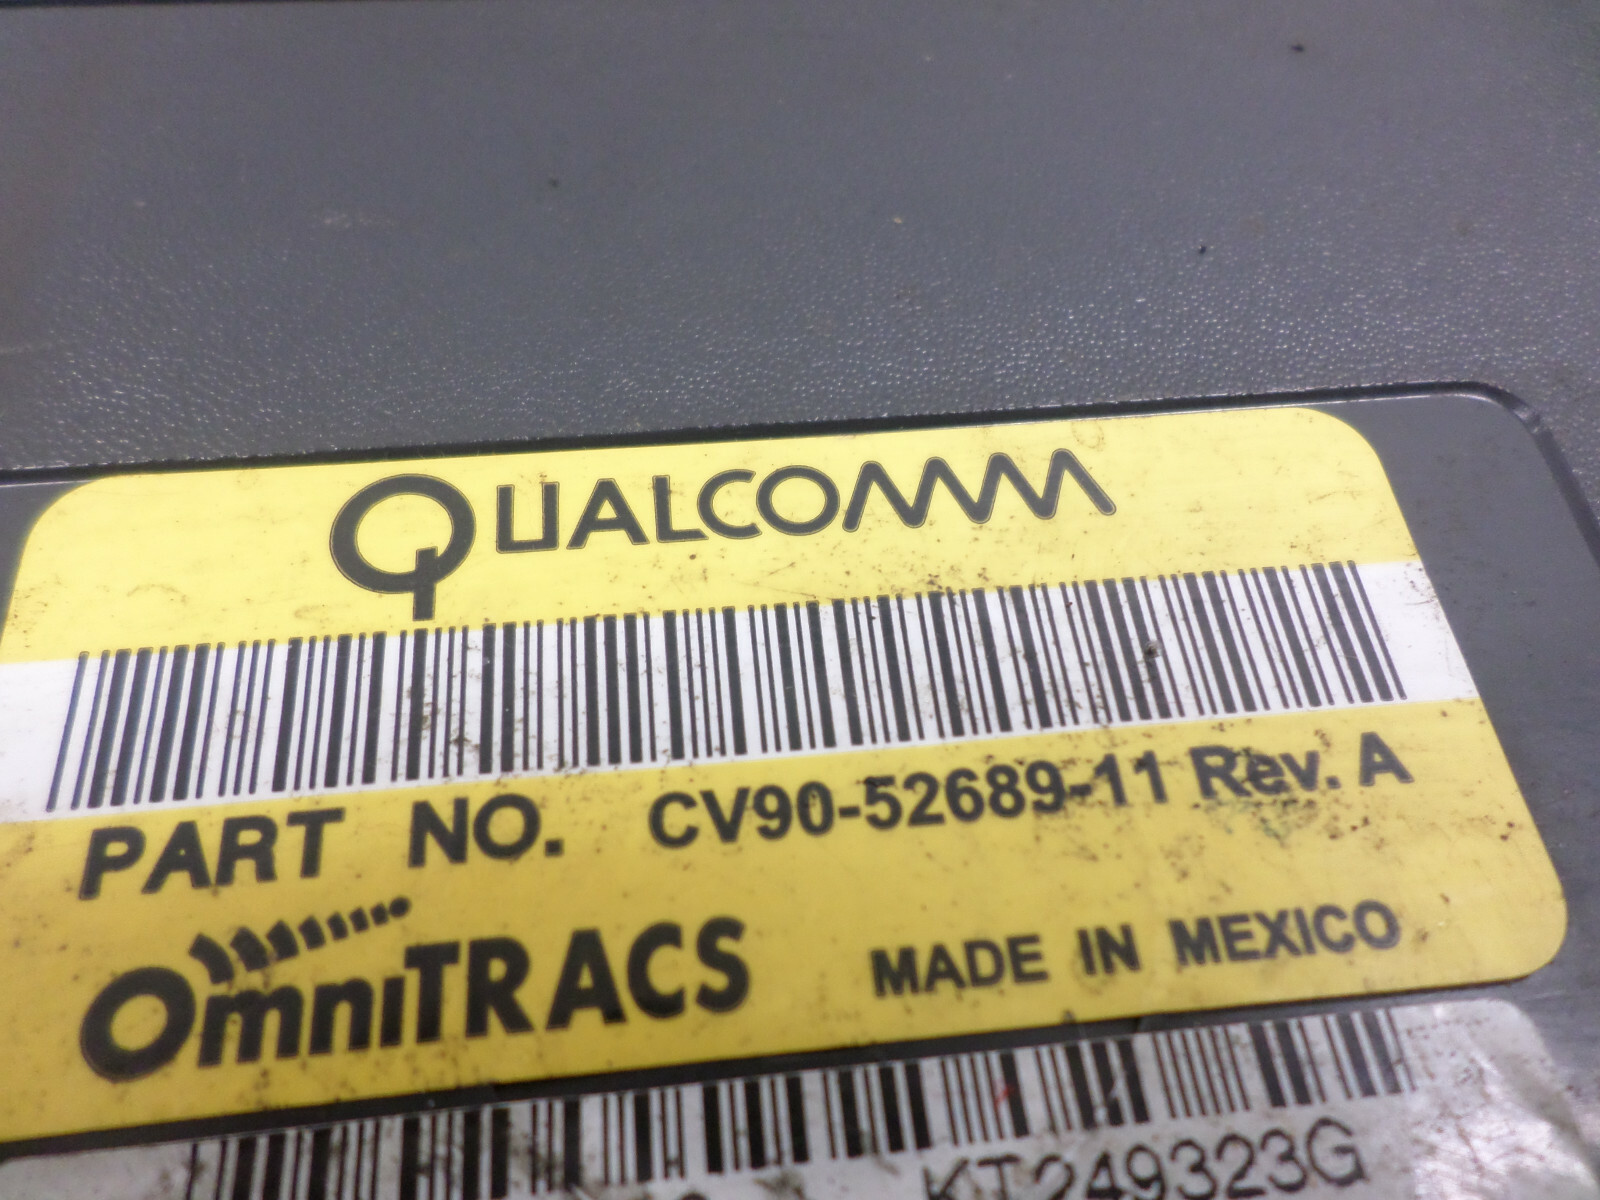 QUALCOMM
PART NO. CV90-52689-11 Rev. A
OmniTRACS MADE IN MEXICO
KT249323G